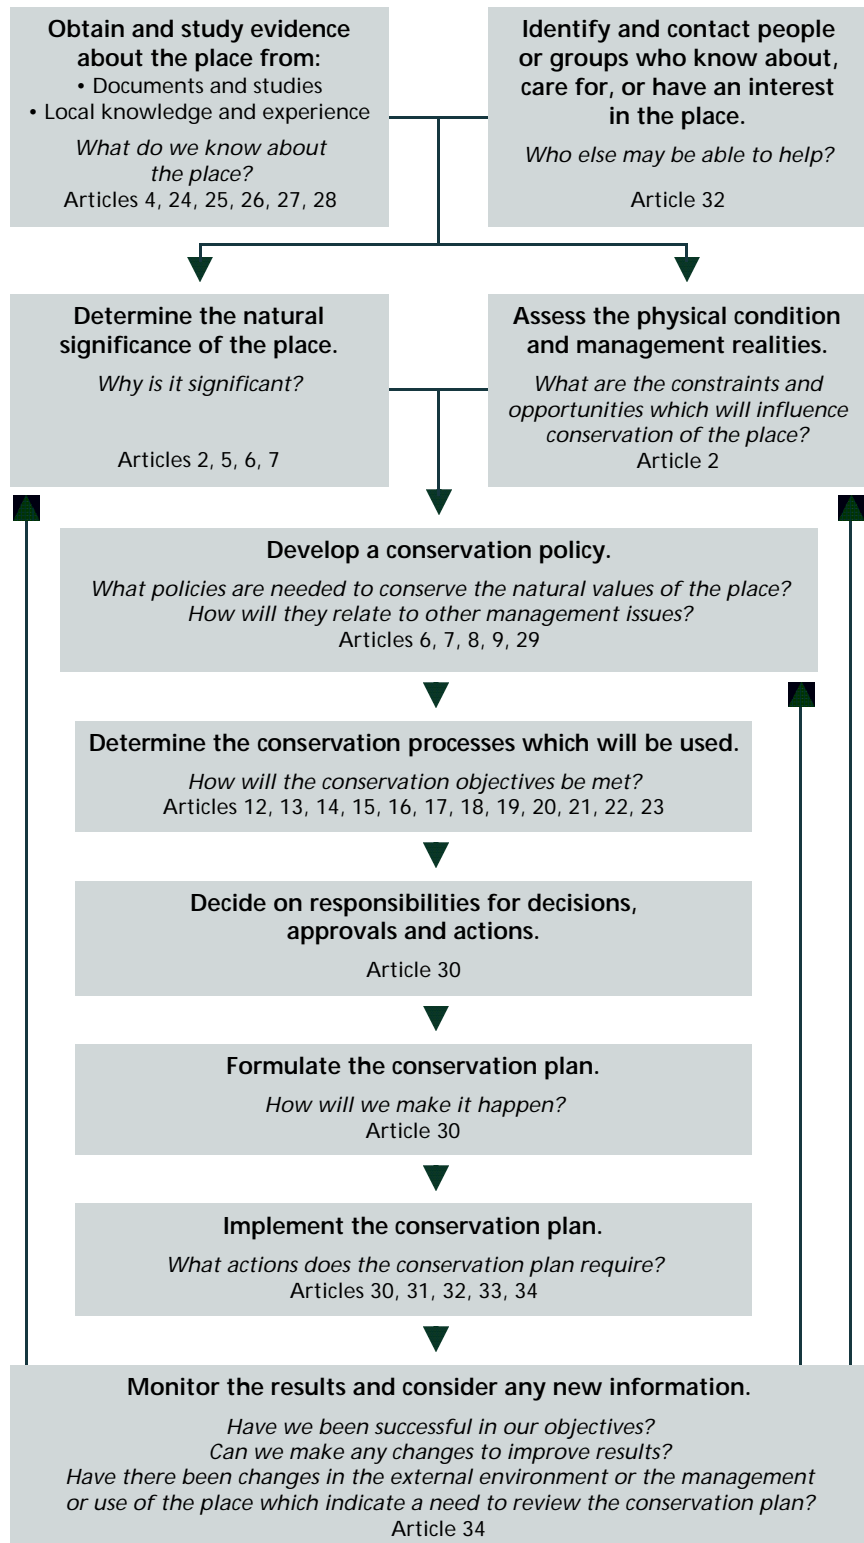 Obtain and study evidence
about the place from:
• Documents and studies
• Local knowledge and experience
What do we know about
the place?
Articles 4, 24, 25, 26, 27, 28
Identify and contact people
or groups who know about,
care for, or have an interest
in the place.
Who else may be able to help?
Article 32
Determine the natural
significance of the place.
Why is it significant?
Articles 2, 5, 6, 7
Assess the physical condition
and management realities.
What are the constraints and
opportunities which will influence
conservation of the place?
Article 2
Develop a conservation policy.
What policies are needed to conserve the natural values of the place?
How will they relate to other management issues?
Articles 6, 7, 8, 9, 29
Determine the conservation processes which will be used.
How will the conservation objectives be met?
Articles 12, 13, 14, 15, 16, 17, 18, 19, 20, 21, 22, 23
Decide on responsibilities for decisions,
approvals and actions.
Article 30
Formulate the conservation plan.
How will we make it happen?
Article 30
Implement the conservation plan.
What actions does the conservation plan require?
Articles 30, 31, 32, 33, 34
Monitor the results and consider any new information.
Have we been successful in our objectives?
Can we make any changes to improve results?
Have there been changes in the external environment or the management
or use of the place which indicate a need to review the conservation plan?
Article 34